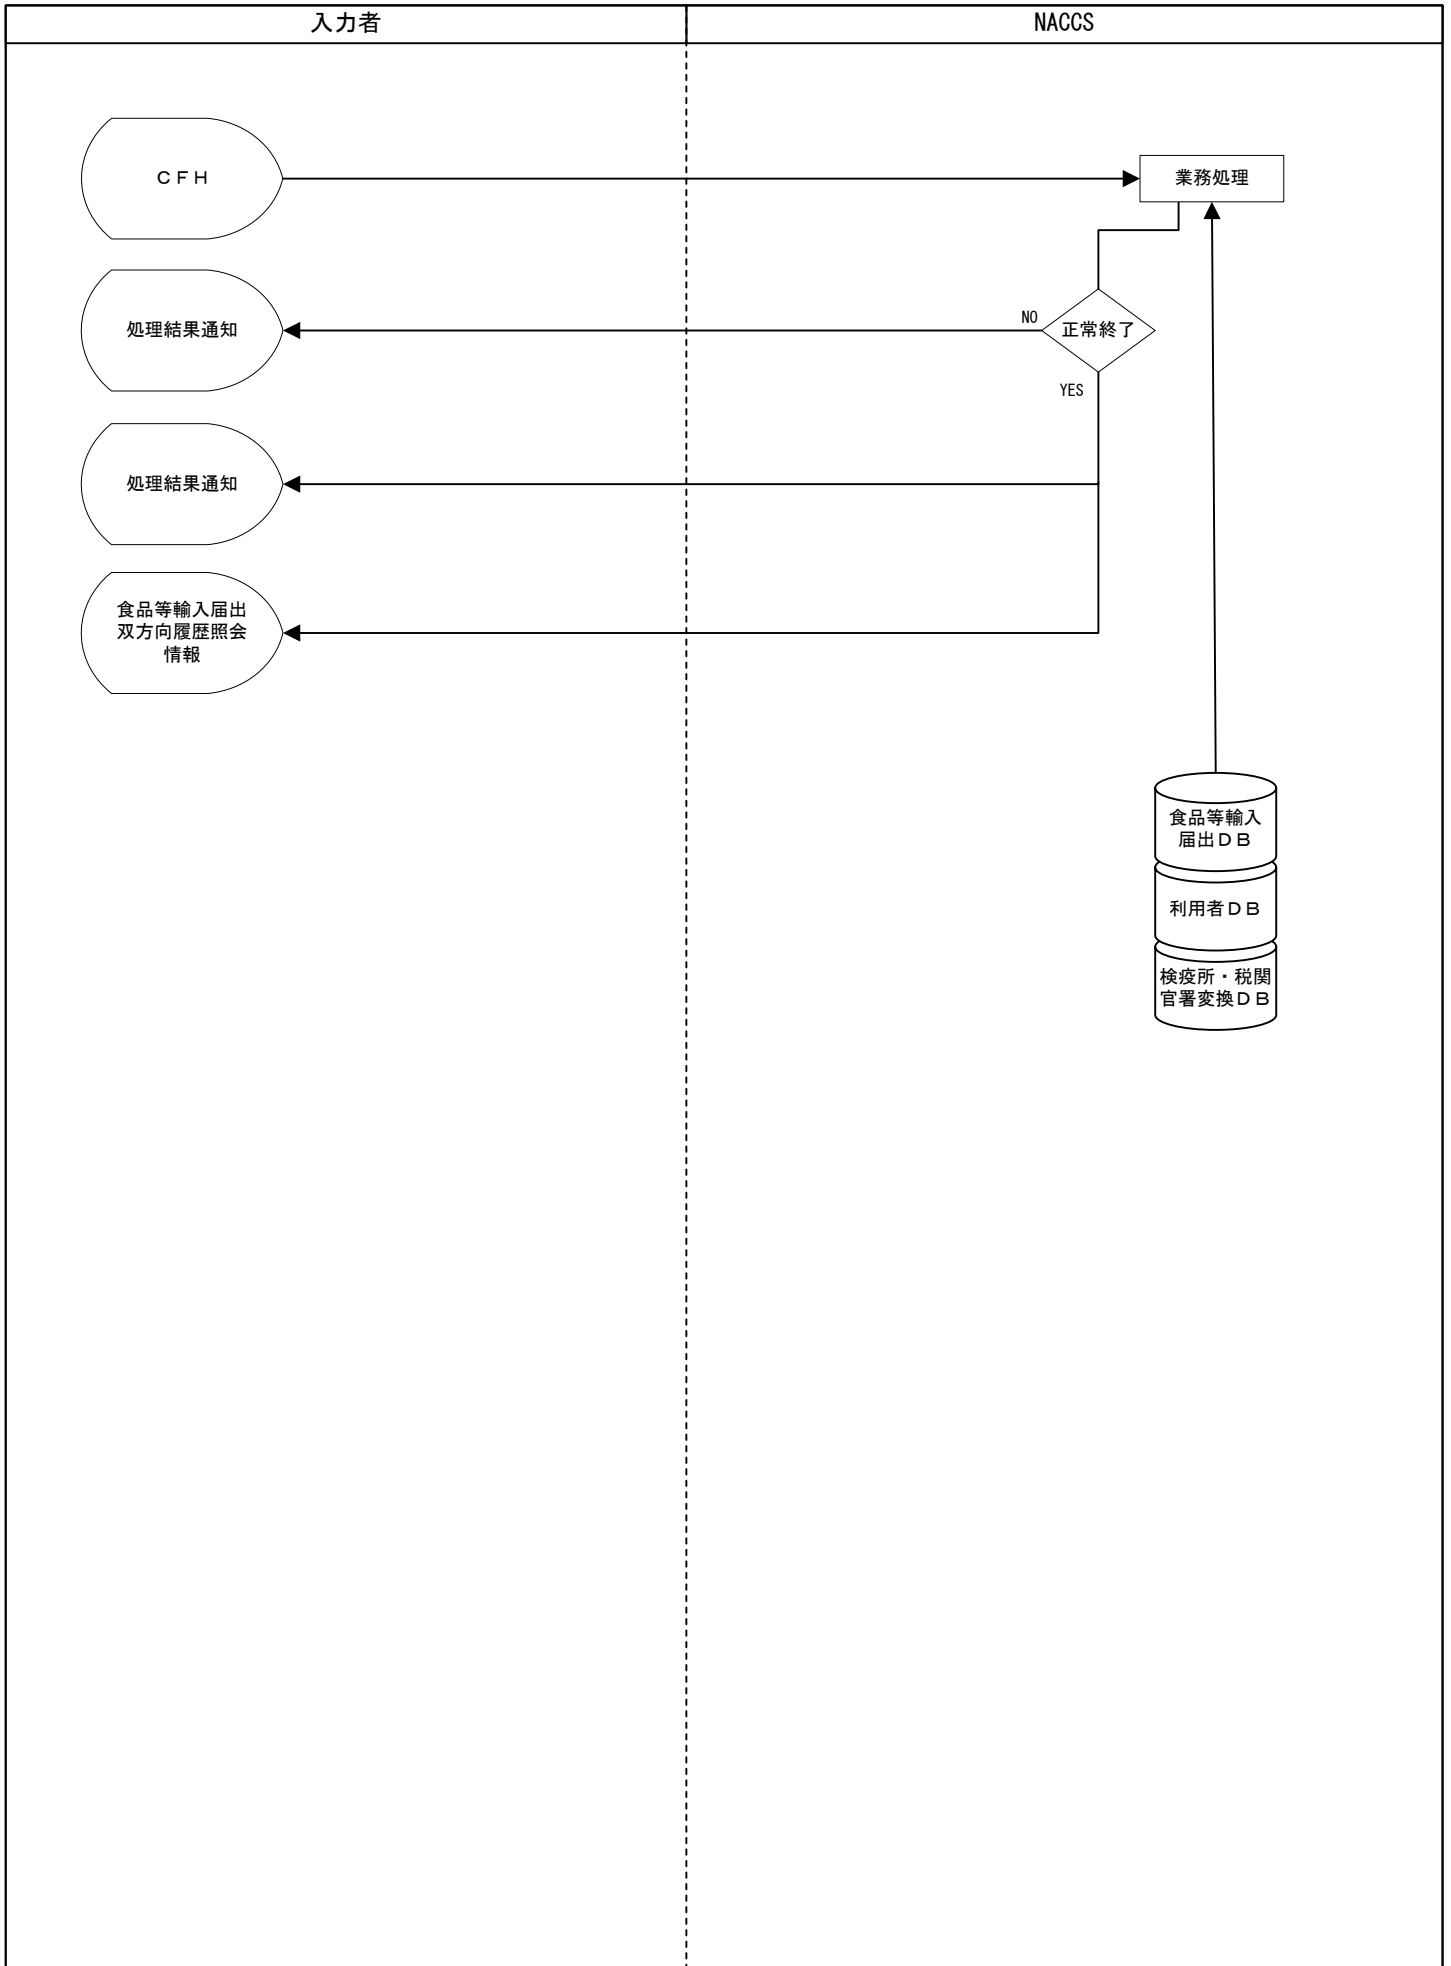 入力者
NACCS
ＣＦＨ
業務処理
処理結果通知
NO
正常終了
YES
処理結果通知
食品等輸入届出
双方向履歴照会
情報
食品等輸入
届出ＤＢ
利用者ＤＢ
検疫所・税関
官署変換ＤＢ